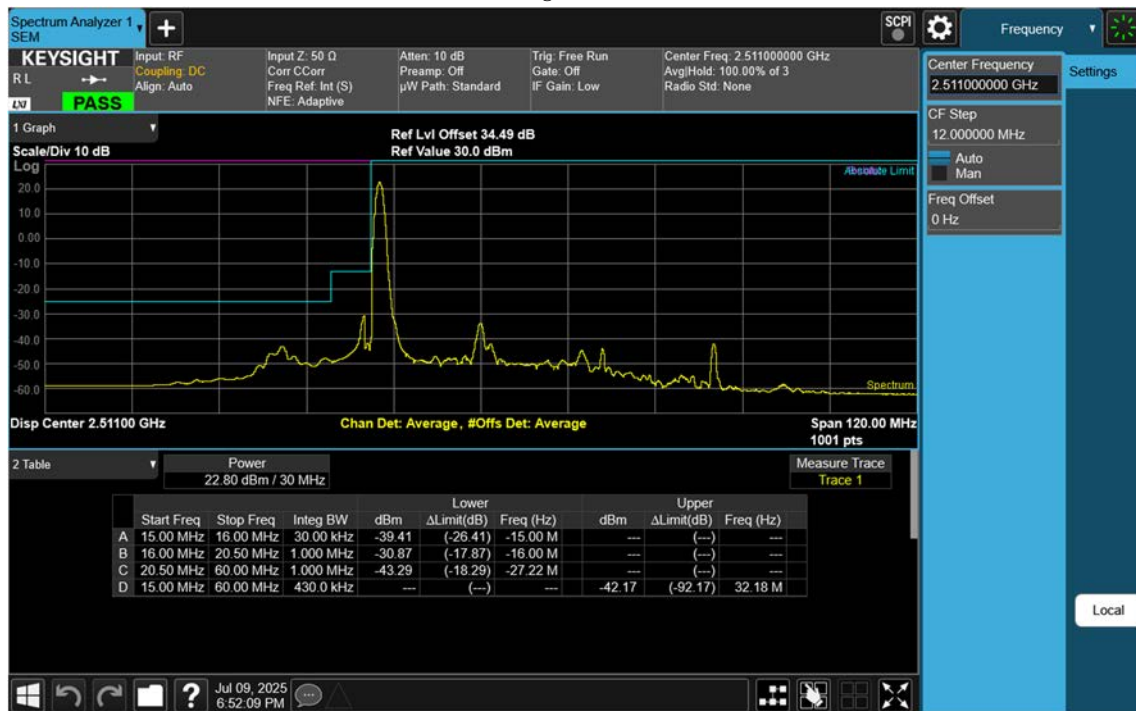 Spectrum Analyzer 1
SEM
SCPI
Frequency
KEYSIGHT
R L
LXI
PASS
Input: RF
Coupling: DC
Align: Auto
Input Z: 50 Ω
Corr CCorr
Freq Ref: Int (S)
NFE: Adaptive
Atten: 10 dB
Preamp: Off
µW Path: Standard
Trig: Free Run
Gate: Off
IF Gain: Low
Center Freq: 2.511000000 GHz
Avg|Hold: 100.00% of 3
Radio Std: None
Center Frequency
2.511000000 GHz
Settings
CF Step
12.000000 MHz
Auto
Man
Freq Offset
0 Hz
1 Graph
Scale/Div 10 dB
Log
Ref Lvl Offset 34.49 dB
Ref Value 30.0 dBm
Absolute Limit
20.0
10.0
0.00
-10.0
-20.0
-30.0
-40.0
-50.0
-60.0
Spectrum
Disp Center 2.51100 GHz
Chan Det: Average, #Offs Det: Average
Span 120.00 MHz
1001 pts
2 Table
Power
22.80 dBm / 30 MHz
Measure Trace
Trace 1
Lower Upper
Start Freq Stop Freq Integ BW dBm ΔLimit(dB) Freq (Hz) dBm ΔLimit(dB) Freq (Hz)
A 15.00 MHz 16.00 MHz 30.00 kHz -39.41 (-26.41) -15.00 M --- (---) ---
B 16.00 MHz 20.50 MHz 1.000 MHz -30.87 (-17.87) -16.00 M --- (---) ---
C 20.50 MHz 60.00 MHz 1.000 MHz -43.29 (-18.29) -27.22 M --- (---) ---
D 15.00 MHz 60.00 MHz 430.0 kHz --- (---) --- -42.17 (-92.17) 32.18 M
Local
?
Jul 09, 2025
6:52:09 PM